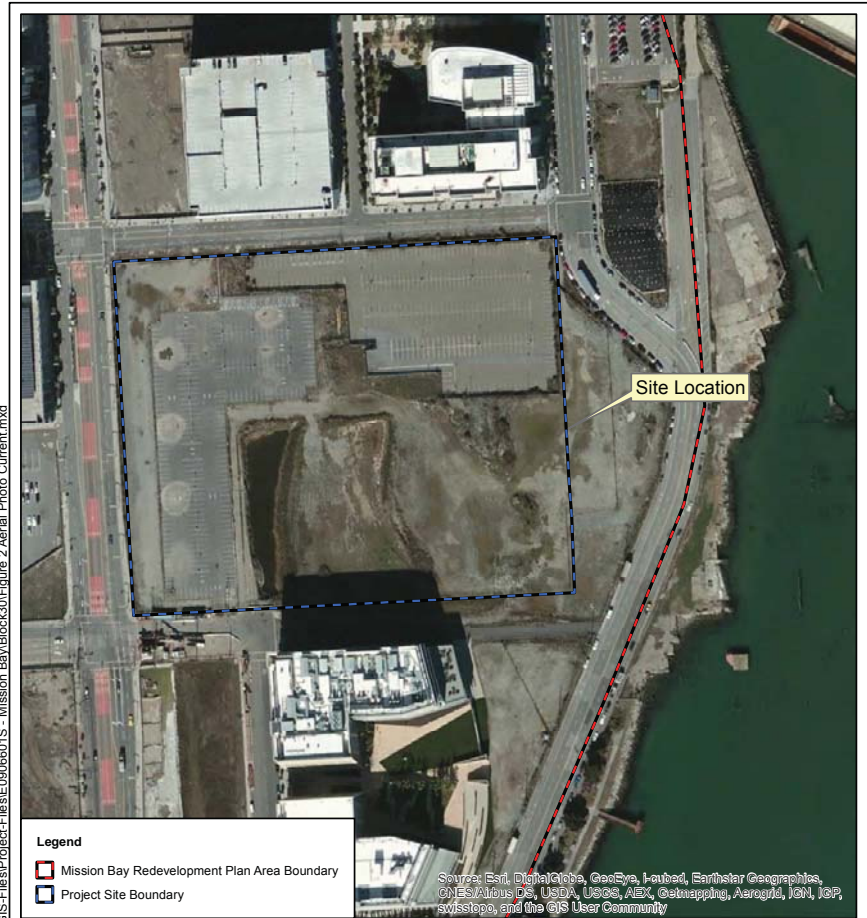 Site Location
Legend
Mission Bay Redevelopment Plan Area Boundary
Project Site Boundary
Source: Esri, DigitalGlobe, GeoEye, i-cubed, Earthstar Geographics,
CNES/Airbus DS, USDA, USGS, AEX, Getmapping, Aerogrid, IGN, IGP,
swisstopo, and the GIS User Community